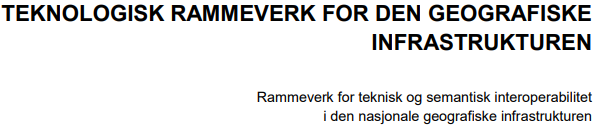 TEKNOLOGISK RAMMEVERK FOR DEN GEOGRAFISKE
INFRASTRUKTUREN
Rammeverk for teknisk og semantisk interoperabilitet
i den nasjonale geografiske infrastrukturen